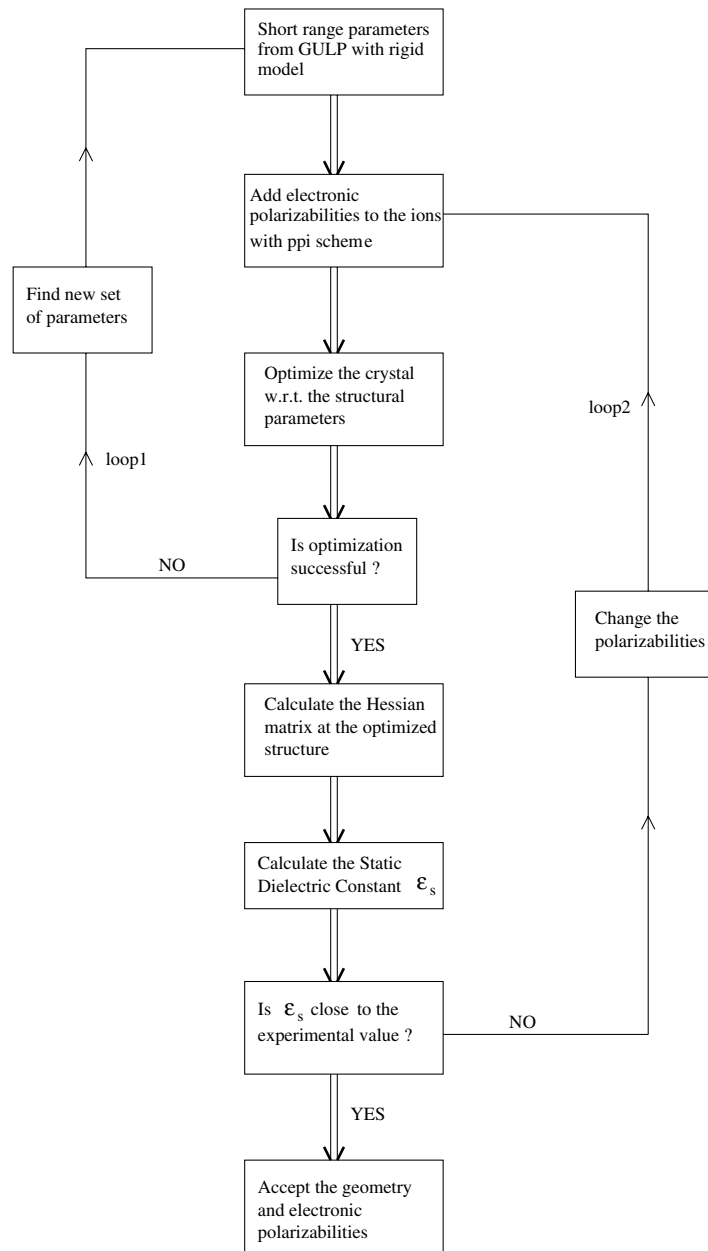 Short range parameters
from GULP with rigid
model
Add electronic
polarizabilities to the ions
with ppi scheme
Find new set
of parameters
Optimize the crystal
w.r.t. the structural
parameters
loop2
loop1
Is optimization
successful ?
NO
Change the
polarizabilities
YES
Calculate the Hessian
matrix at the optimized
structure
Calculate the Static
Dielectric Constant εs
Is εs close to the
experimental value ?
NO
YES
Accept the geometry
and electronic
polarizabilities